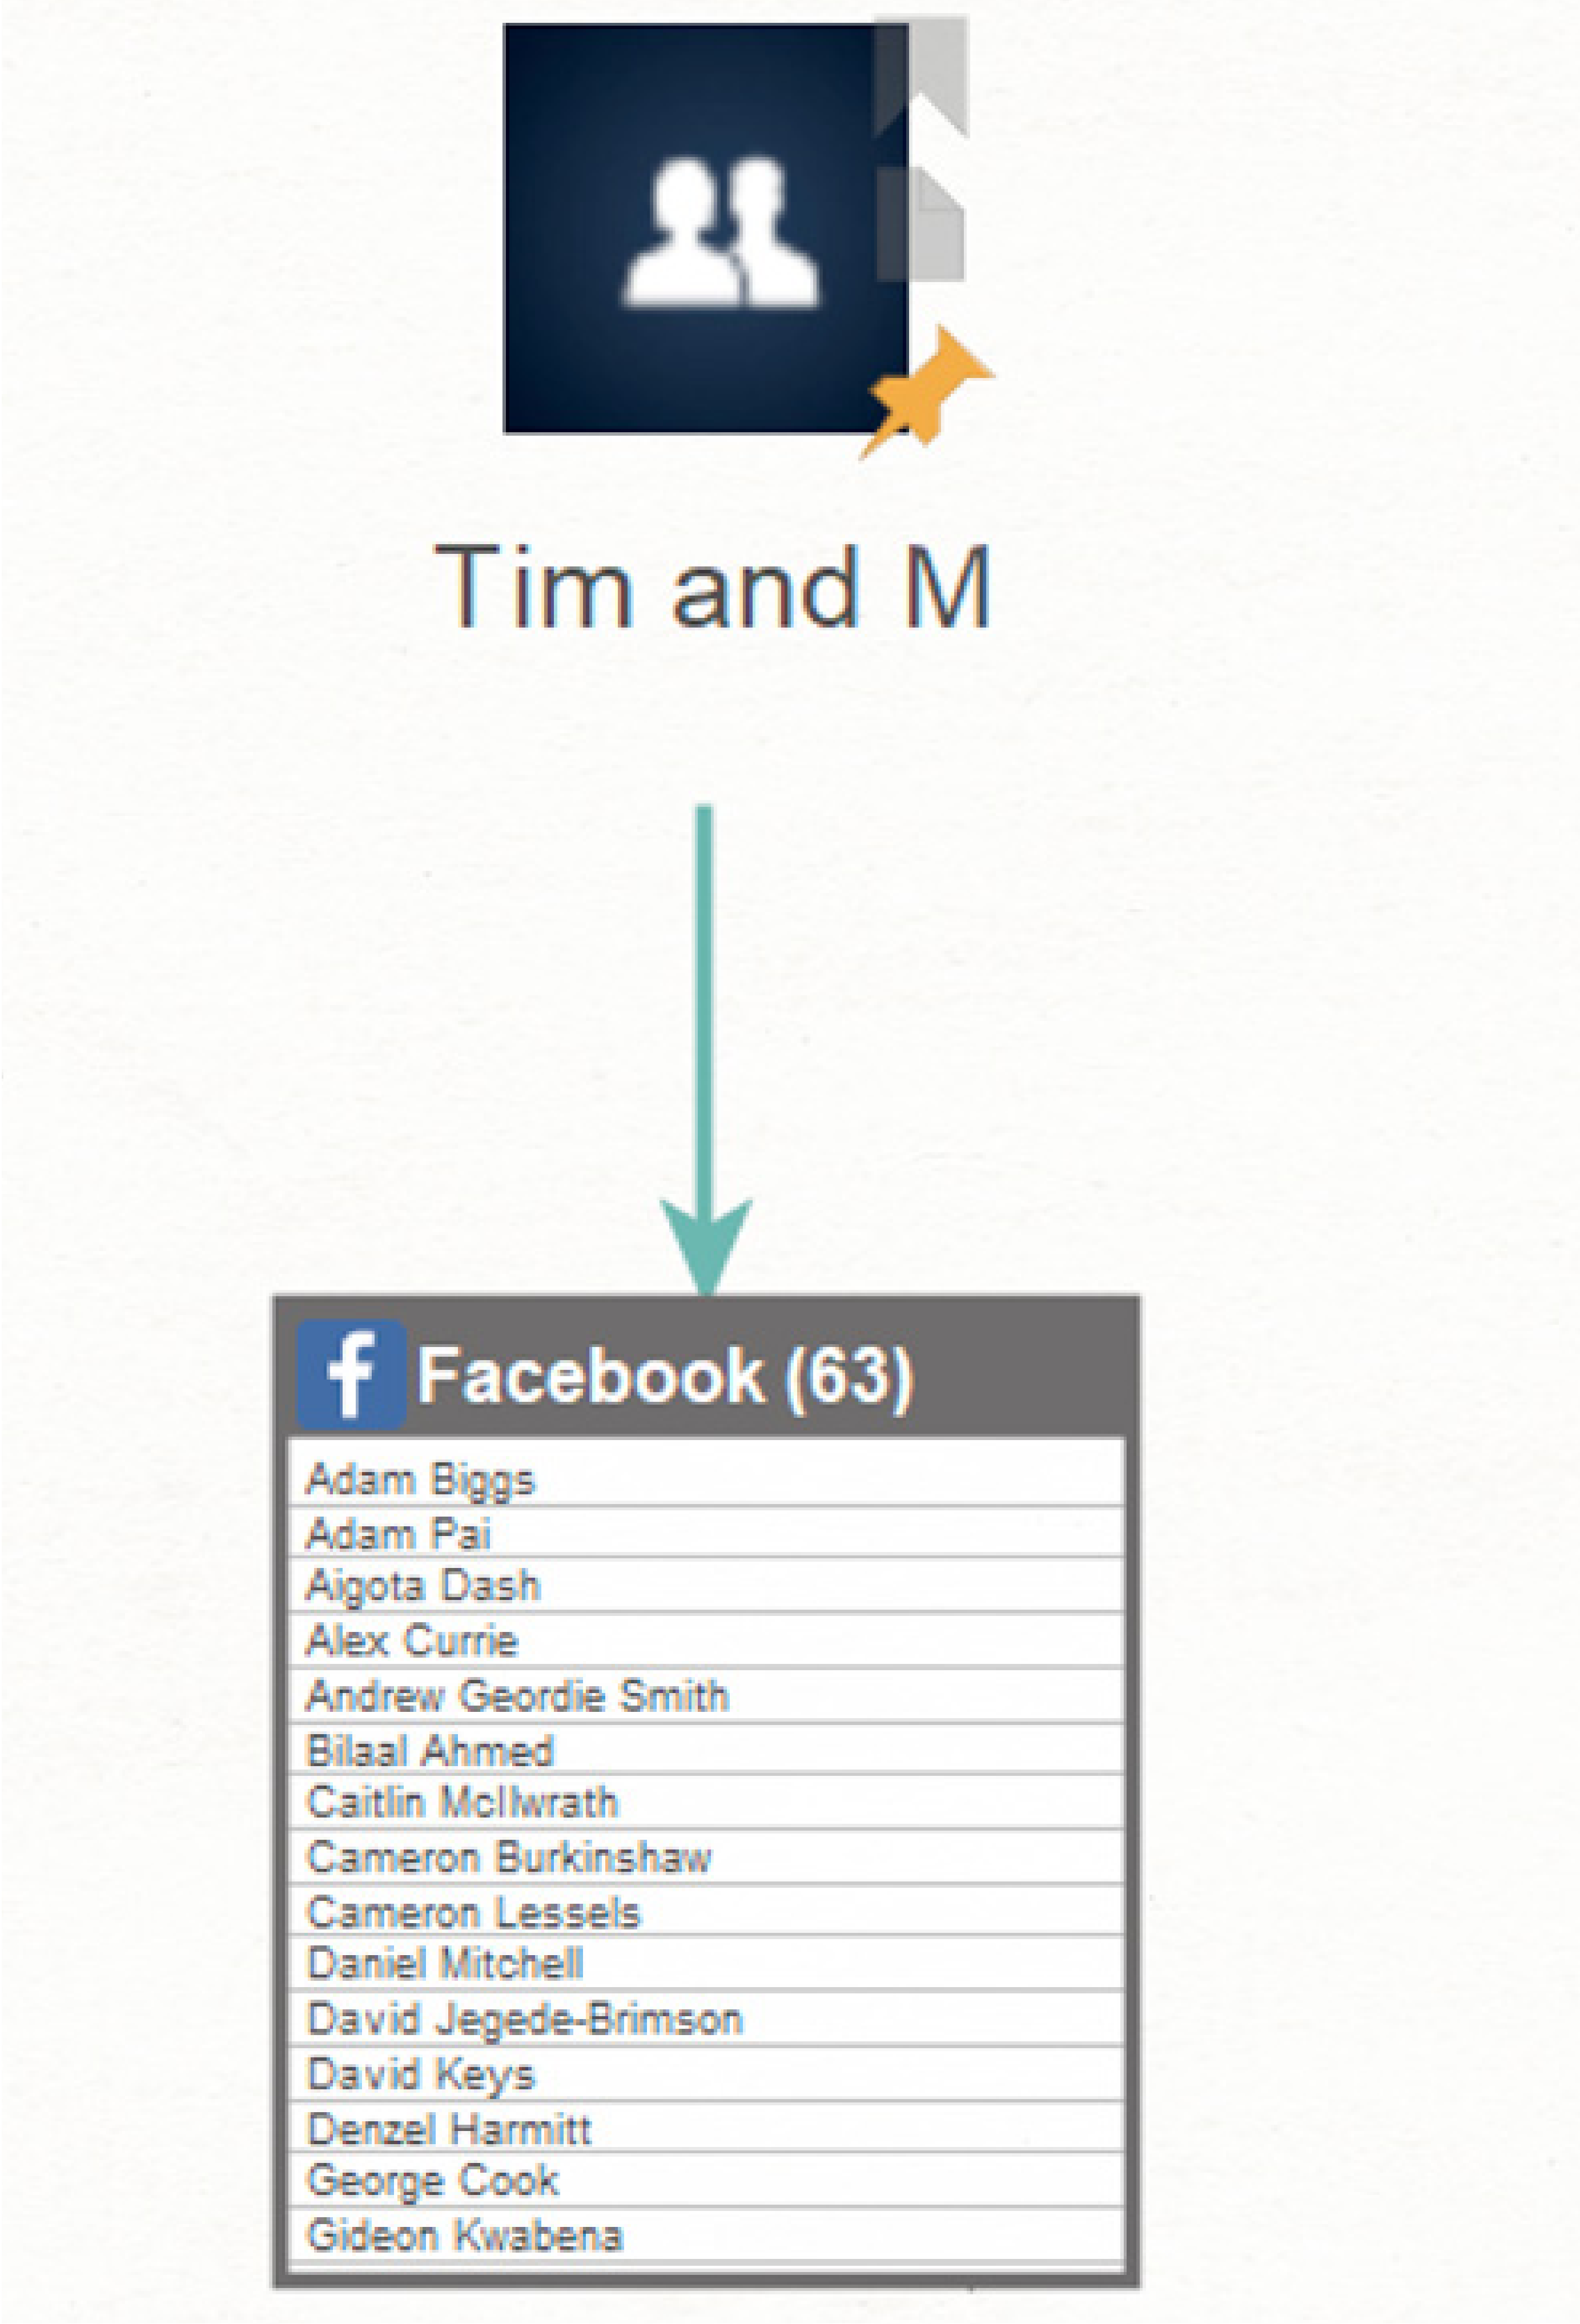 Tim and M
f Facebook (63)
Adam Biggs
Adam Pai
Aigota Dash
Alex Currie
Andrew Geordie Smith
Bilaal Ahmed
Caitlin McIlwrath
Cameron Burkinshaw
Cameron Lessels
Daniel Mitchell
David Jegede-Brimson
David Keys
Denzel Harmitt
George Cook
Gideon Kwabena